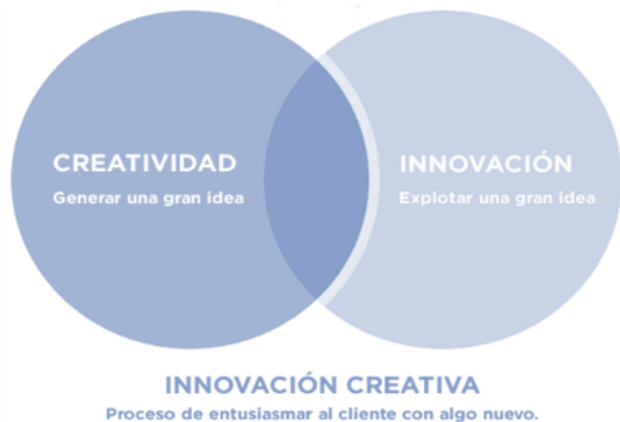 CREATIVIDAD
Generar una gran idea
INNOVACIÓN
Explotar una gran idea
INNOVACIÓN CREATIVA
Proceso de entusiasmar al cliente con algo nuevo.